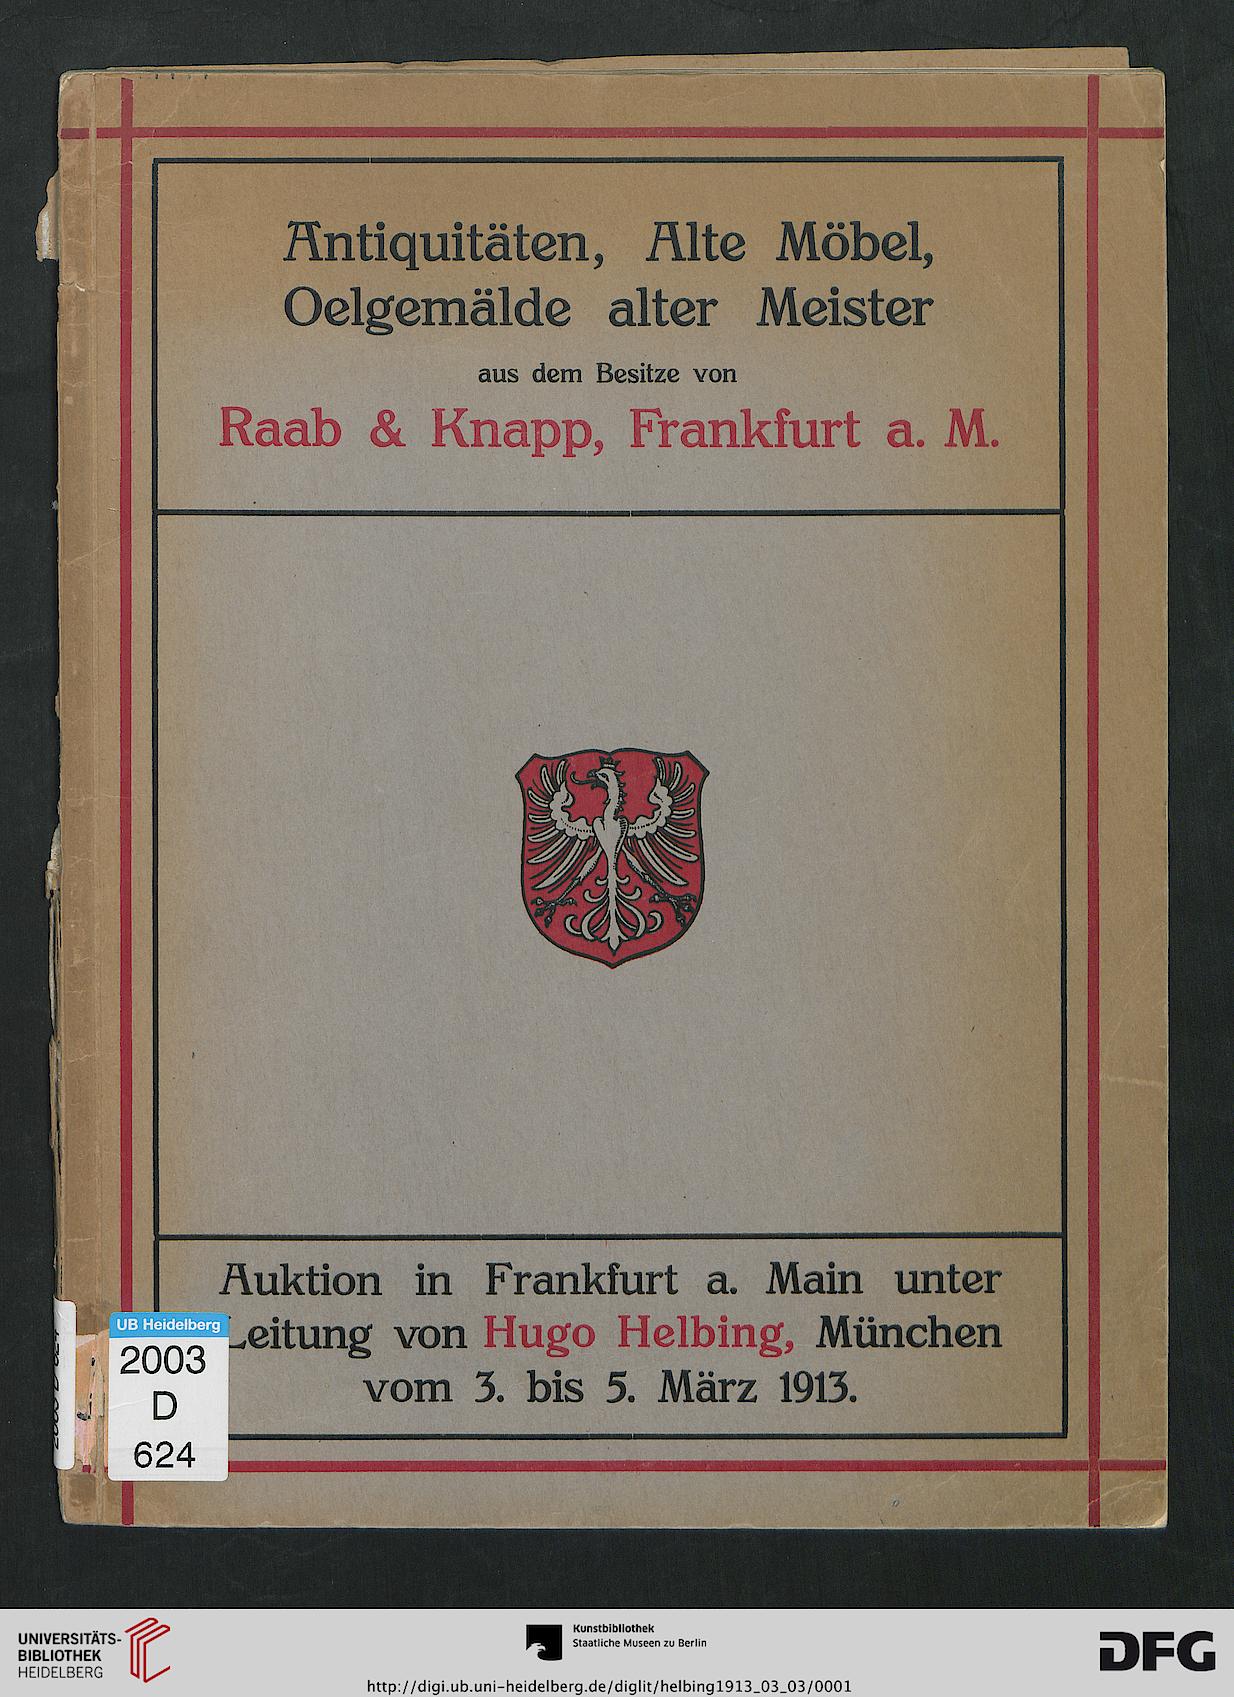 Antiquitäten, Alte Möbel,
Oelgemälde alter Meister
aus dem Besitze von
Raab & Knapp, Frankfurt a. M.
Auktion in Frankfurt a. Main unter
Leitung von Hugo Helbing, München
vom 3. bis 5. März 1913.
UB Heidelberg
2003
D
624
UNIVERSITÄTS-
BIBLIOTHEK
HEIDELBERG
Kunstbibliothek
Staatliche Museen zu Berlin
DFG
http://digi.ub.uni-heidelberg.de/diglit/helbing1913_03_03/0001